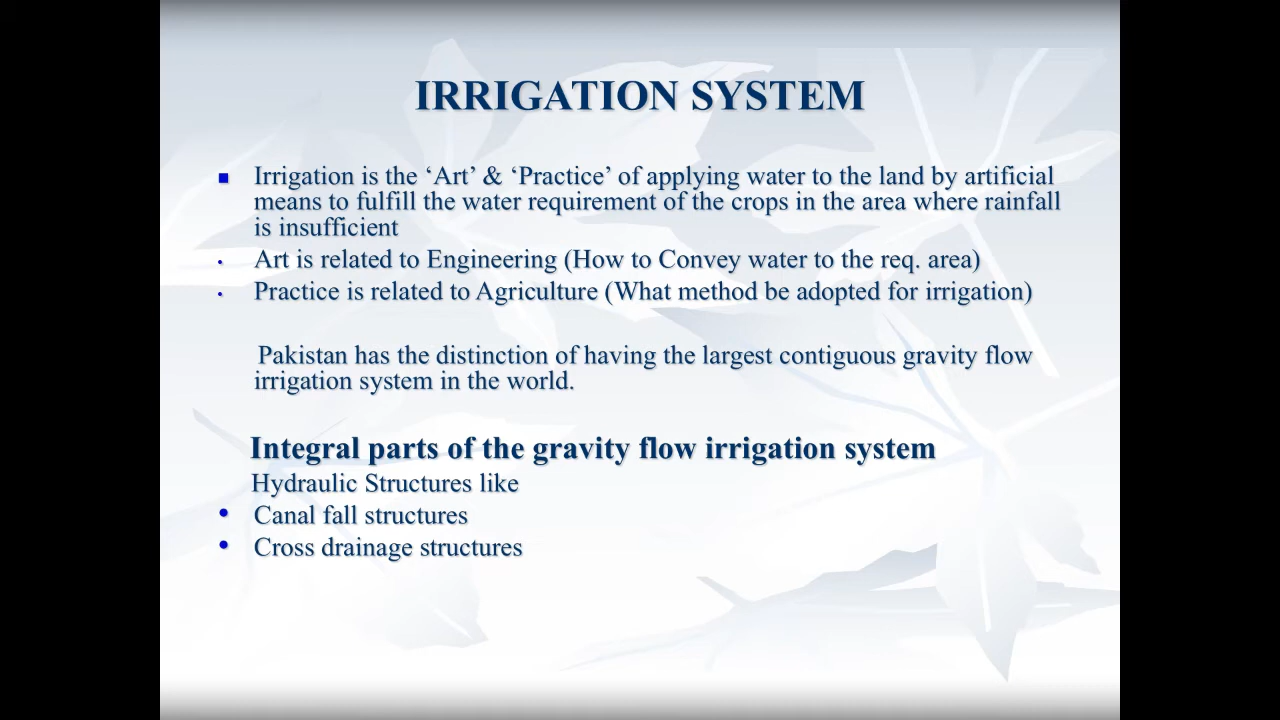 IRRIGATION SYSTEM
Irrigation is the ‘Art’ & ‘Practice’ of applying water to the land by artificial
means to fulfill the water requirement of the crops in the area where rainfall
is insufficient
Art is related to Engineering (How to Convey water to the req. area)
Practice is related to Agriculture (What method be adopted for irrigation)
Pakistan has the distinction of having the largest contiguous gravity flow
irrigation system in the world.
Integral parts of the gravity flow irrigation system
Hydraulic Structures like
Canal fall structures
Cross drainage structures